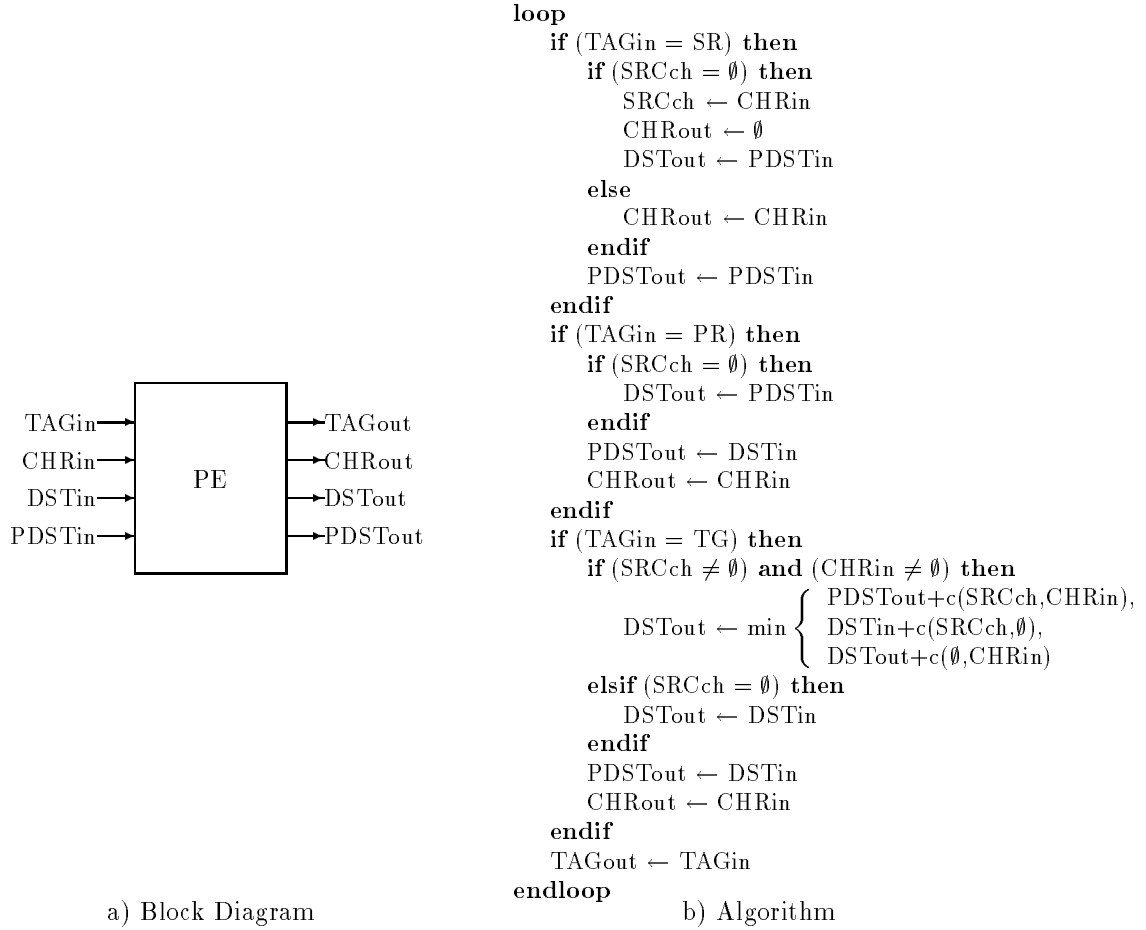 TAGin
CHRin
DSTin
PDSTin
PE
TAGout
CHRout
DSTout
PDSTout
a) Block Diagram
loop
if (TAGin = SR) then
if (SRCch = ∅) then
SRCch ← CHRin
CHRout ← ∅
DSTout ← PDSTin
else
CHRout ← CHRin
endif
PDSTout ← PDSTin
endif
if (TAGin = PR) then
if (SRCch = ∅) then
DSTout ← PDSTin
endif
PDSTout ← DSTin
CHRout ← CHRin
endif
if (TAGin = TG) then
if (SRCch ≠ ∅) and (CHRin ≠ ∅) then
DSTout ← min { PDSTout+c(SRCch,CHRin),
DSTin+c(SRCch,∅),
DSTout+c(∅,CHRin)
elsif (SRCch = ∅) then
DSTout ← DSTin
endif
PDSTout ← DSTin
CHRout ← CHRin
endif
TAGout ← TAGin
endloop
b) Algorithm